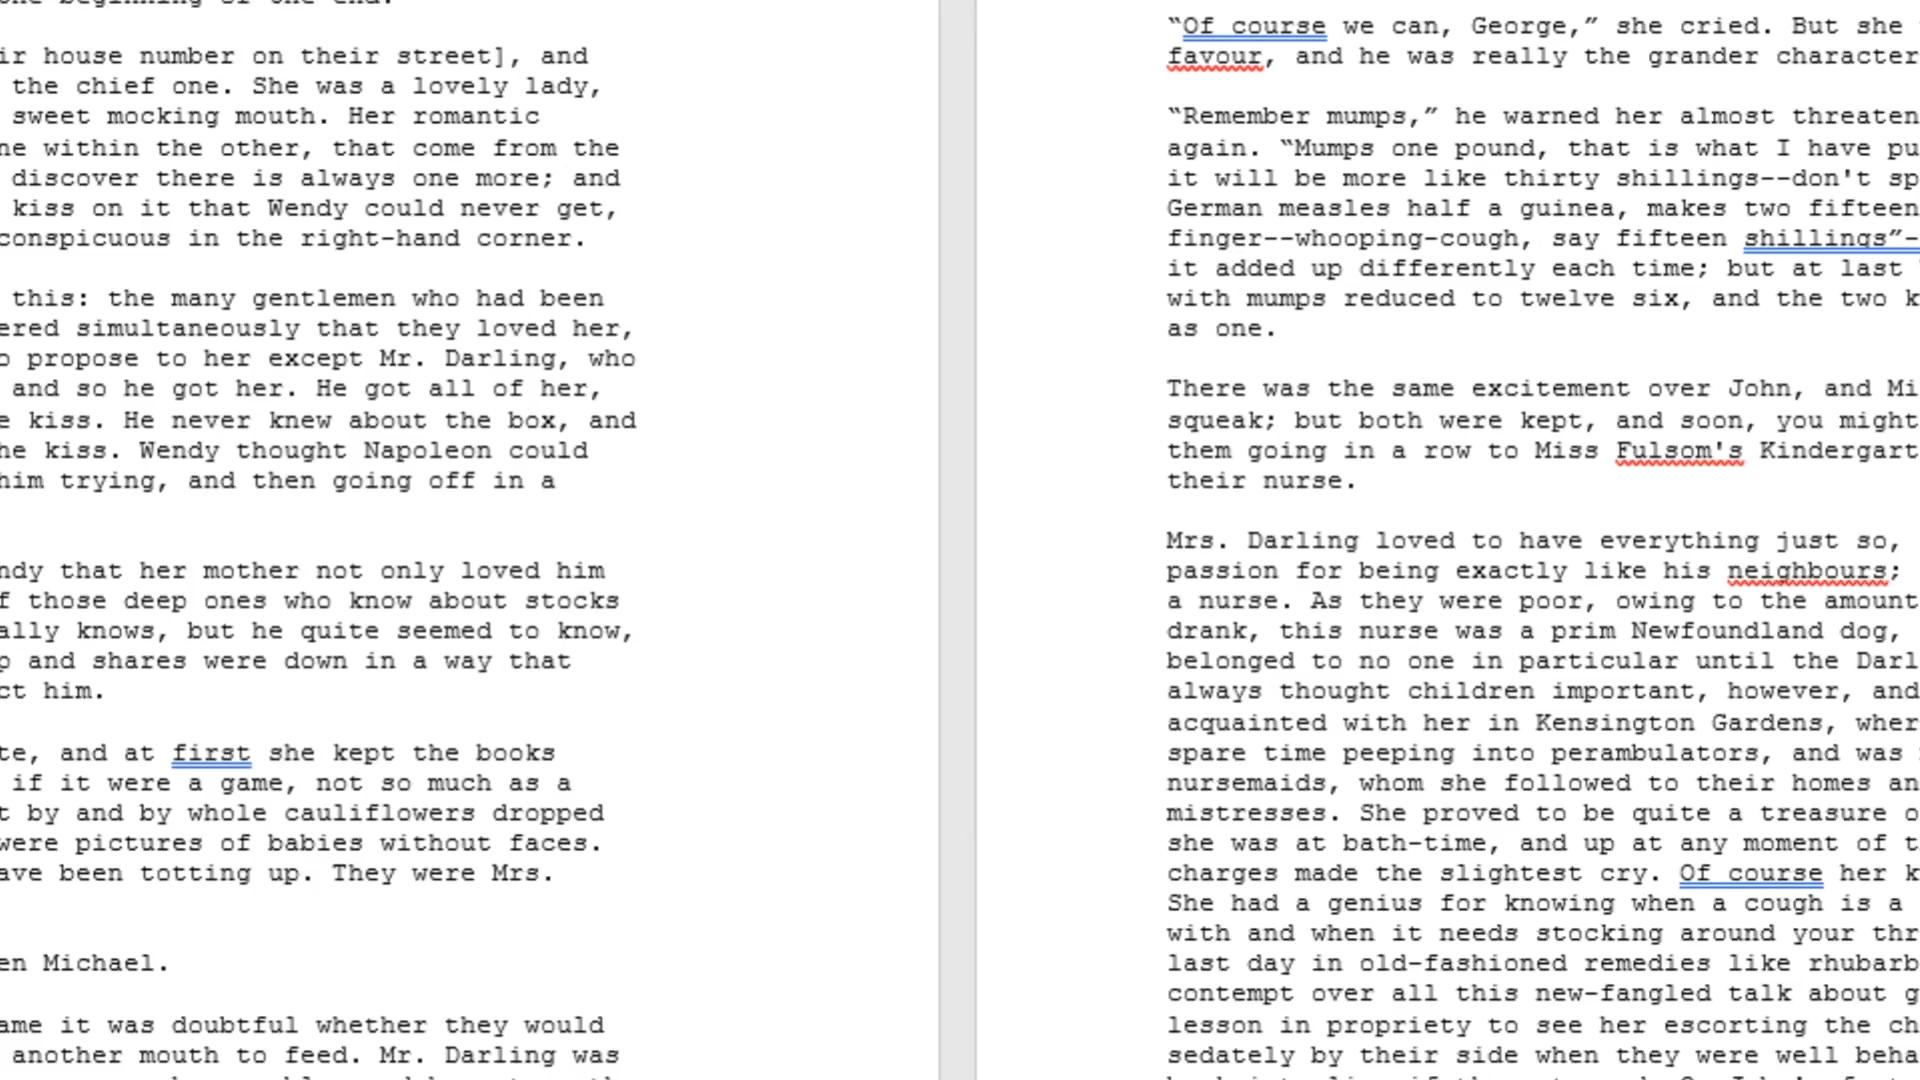 ir house number on their street], and
the chief one. She was a lovely lady,
sweet mocking mouth. Her romantic
ne within the other, that come from the
discover there is always one more; and
kiss on it that Wendy could never get,
conspicuous in the right-hand corner.
this: the many gentlemen who had been
ered simultaneously that they loved her,
o propose to her except Mr. Darling, who
and so he got her. He got all of her,
e kiss. He never knew about the box, and
he kiss. Wendy thought Napoleon could
him trying, and then going off in a
ndy that her mother not only loved him
f those deep ones who know about stocks
ally knows, but he quite seemed to know,
p and shares were down in a way that
ct him.
te, and at first she kept the books
if it were a game, not so much as a
t by and by whole cauliflowers dropped
were pictures of babies without faces.
ave been totting up. They were Mrs.
en Michael.
ame it was doubtful whether they would
another mouth to feed. Mr. Darling was
“Of course we can, George,” she cried. But she
favour, and he was really the grander character
“Remember mumps,” he warned her almost threaten
again. “Mumps one pound, that is what I have pu
it will be more like thirty shillings--don't sp
German measles half a guinea, makes two fifteen
finger--whooping-cough, say fifteen shillings”-
it added up differently each time; but at last
with mumps reduced to twelve six, and the two k
as one.
There was the same excitement over John, and Mi
squeak; but both were kept, and soon, you might
them going in a row to Miss Fulsom's Kindergart
their nurse.
Mrs. Darling loved to have everything just so,
passion for being exactly like his neighbours;
a nurse. As they were poor, owing to the amount
drank, this nurse was a prim Newfoundland dog,
belonged to no one in particular until the Darl
always thought children important, however, and
acquainted with her in Kensington Gardens, wher
spare time peeping into perambulators, and was
nursemaids, whom she followed to their homes an
mistresses. She proved to be quite a treasure o
she was at bath-time, and up at any moment of t
charges made the slightest cry. Of course her k
She had a genius for knowing when a cough is a
with and when it needs stocking around your thr
last day in old-fashioned remedies like rhubarb
contempt over all this new-fangled talk about g
lesson in propriety to see her escorting the ch
sedately by their side when they were well beha